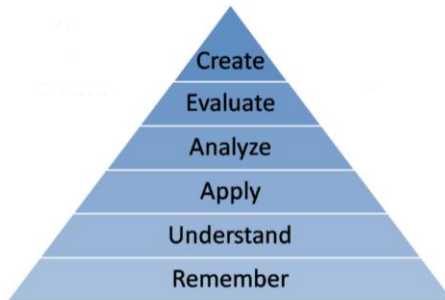 Create
Evaluate
Analyze
Apply
Understand
Remember